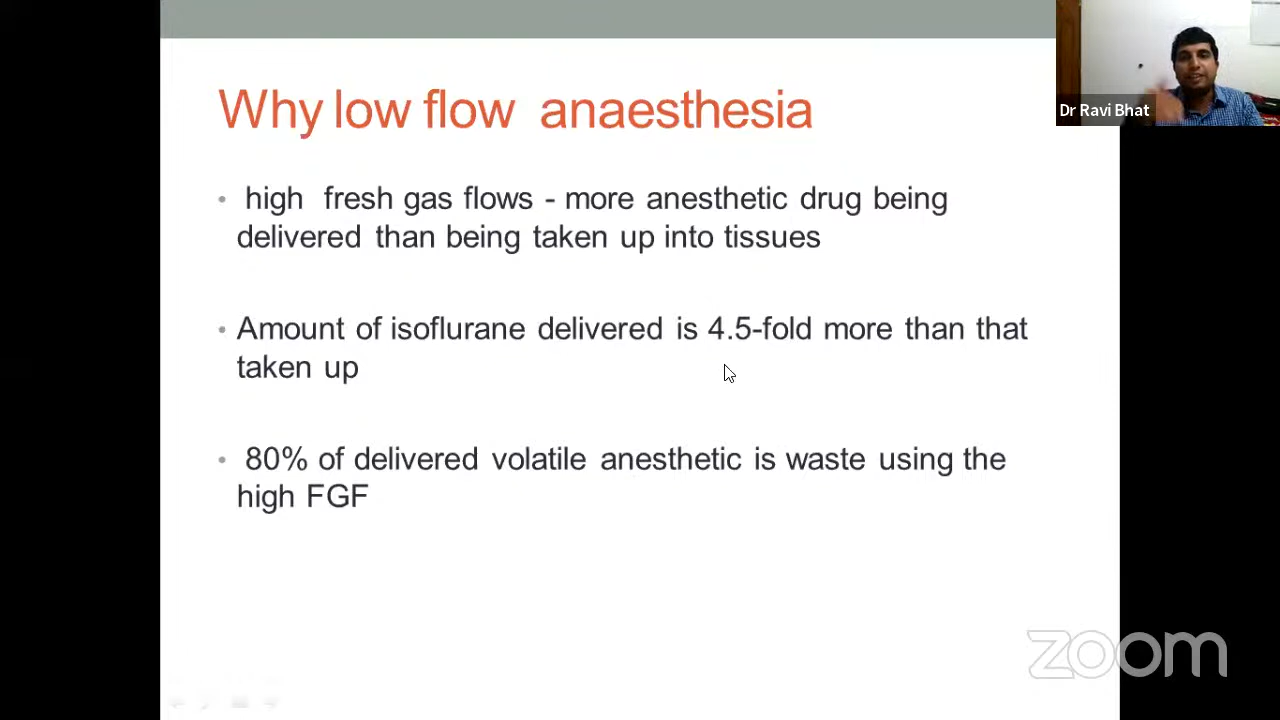 Why low flow anaesthesia
Dr Ravi Bhat
• high fresh gas flows - more anesthetic drug being
delivered than being taken up into tissues
• Amount of isoflurane delivered is 4.5-fold more than that
taken up
• 80% of delivered volatile anesthetic is waste using the
high FGF
zoom